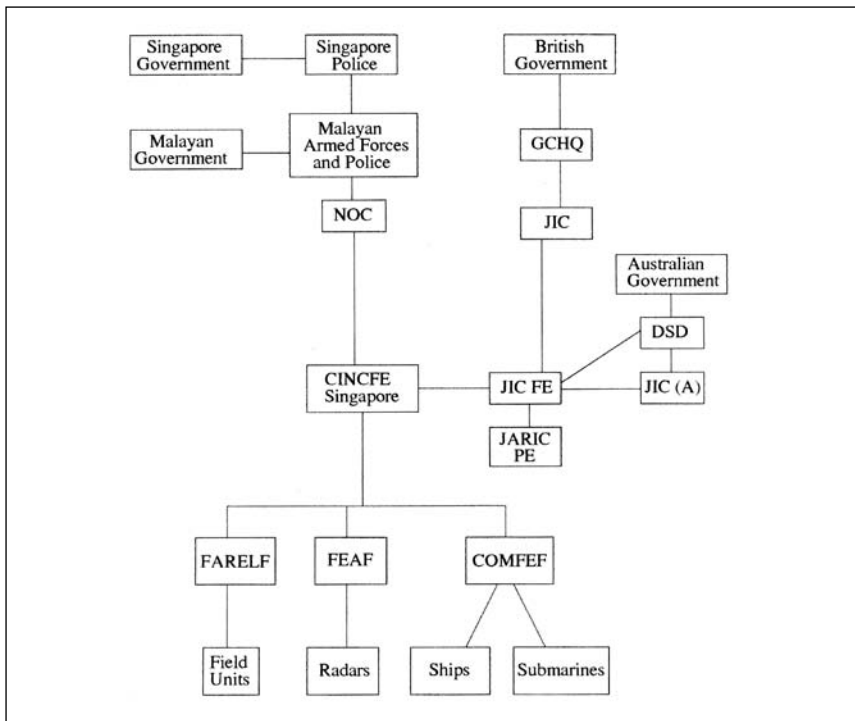 Singapore
Government
Singapore
Police
British
Government
Malayan
Government
Malayan
Armed Forces
and Police
GCHQ
NOC
JIC
Australian
Government
DSD
CINCFE
Singapore
JIC FE
JIC (A)
JARIC
PE
FARELF
FEAF
COMFEF
Field
Units
Radars
Ships
Submarines